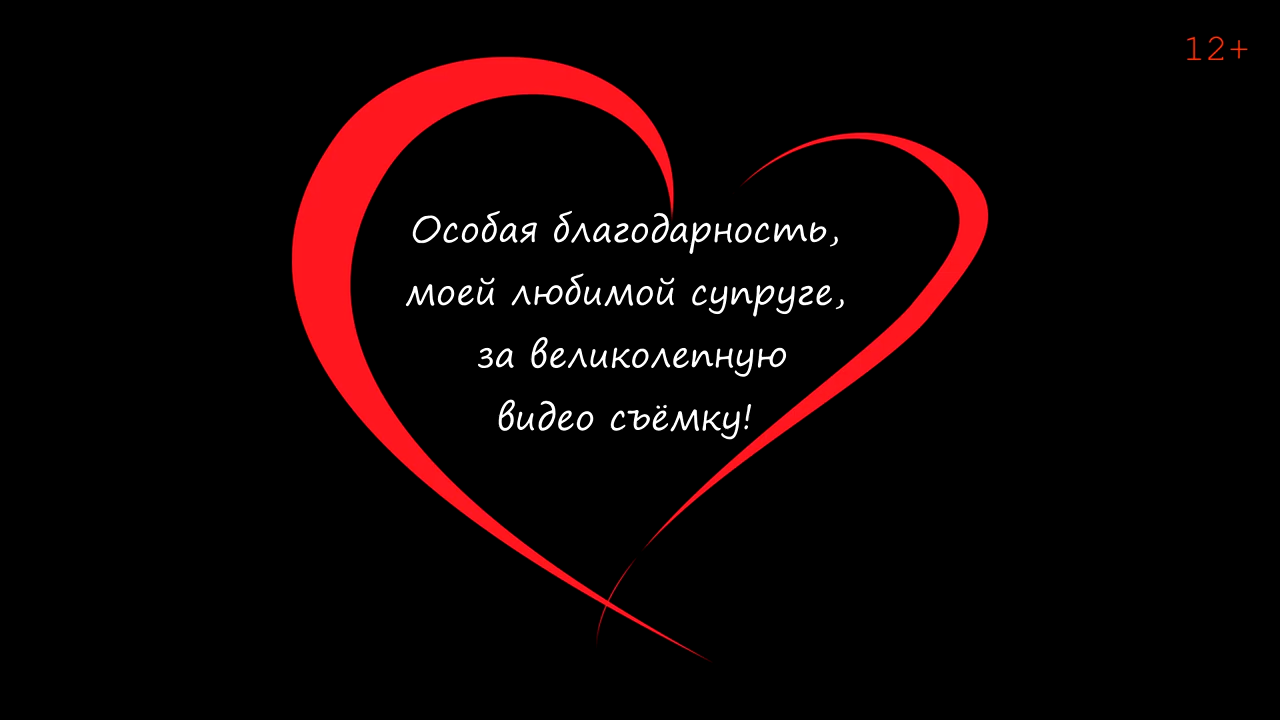 12+
Особая благодарность,
моей любимой супруге,
за великолепную
видео съёмку!